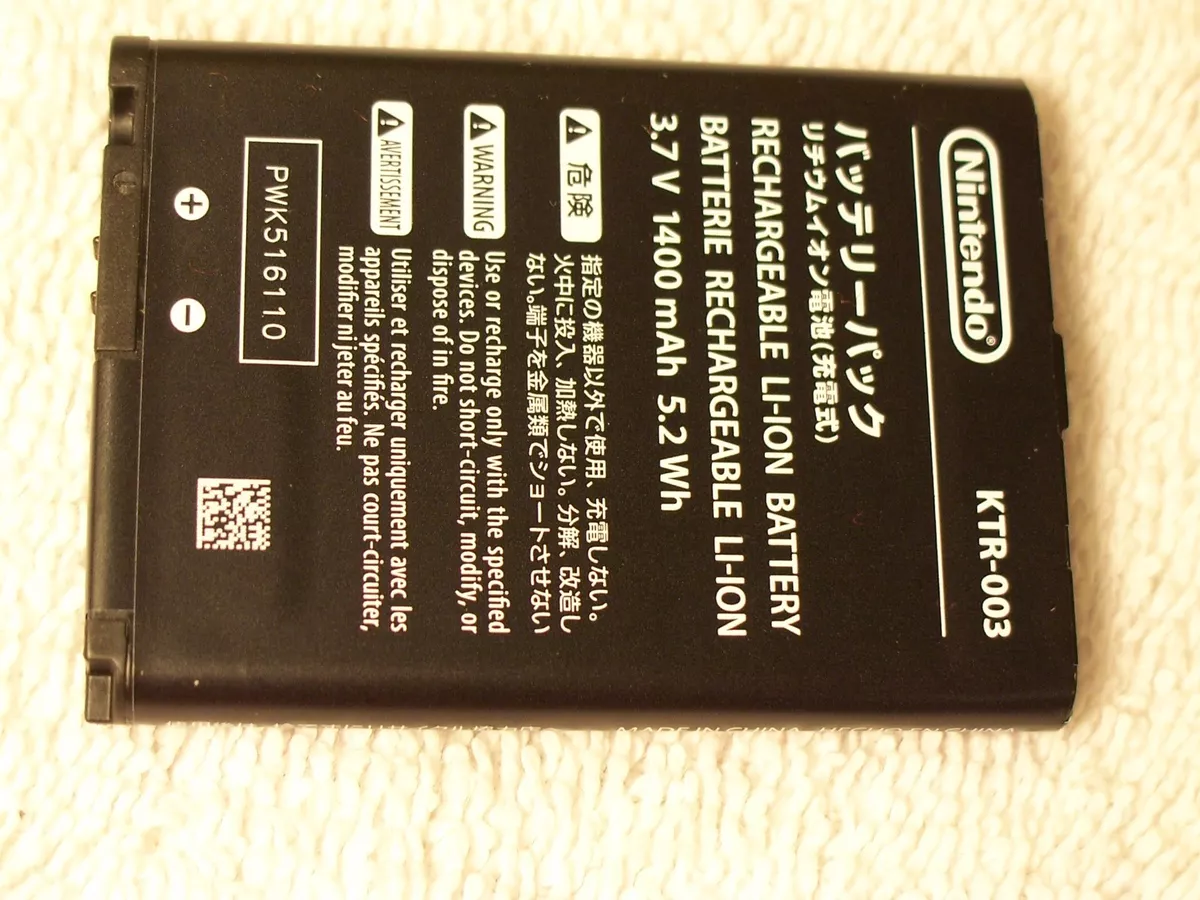 Nintendo®
KTR-003
バッテリーパック
リチウムイオン電池(充電式)
RECHARGEABLE LI-ION BATTERY
BATTERIE RECHARGEABLE LI-ION
3.7 V 1400 mAh 5.2 Wh
⚠ 危険
指定の機器以外で使用、充電しない。
火中に投入、加熱しない。分解、改造し
ない。端子を金属類でショートさせない
⚠ WARNING
Use or recharge only with the specified
devices. Do not short-circuit, modify, or
dispose of in fire.
⚠ AVERTISSEMENT
Utiliser et recharger uniquement avec les
appareils spécifiés. Ne pas court-circuiter,
modifier ni jeter au feu.
PWK516110
+ −